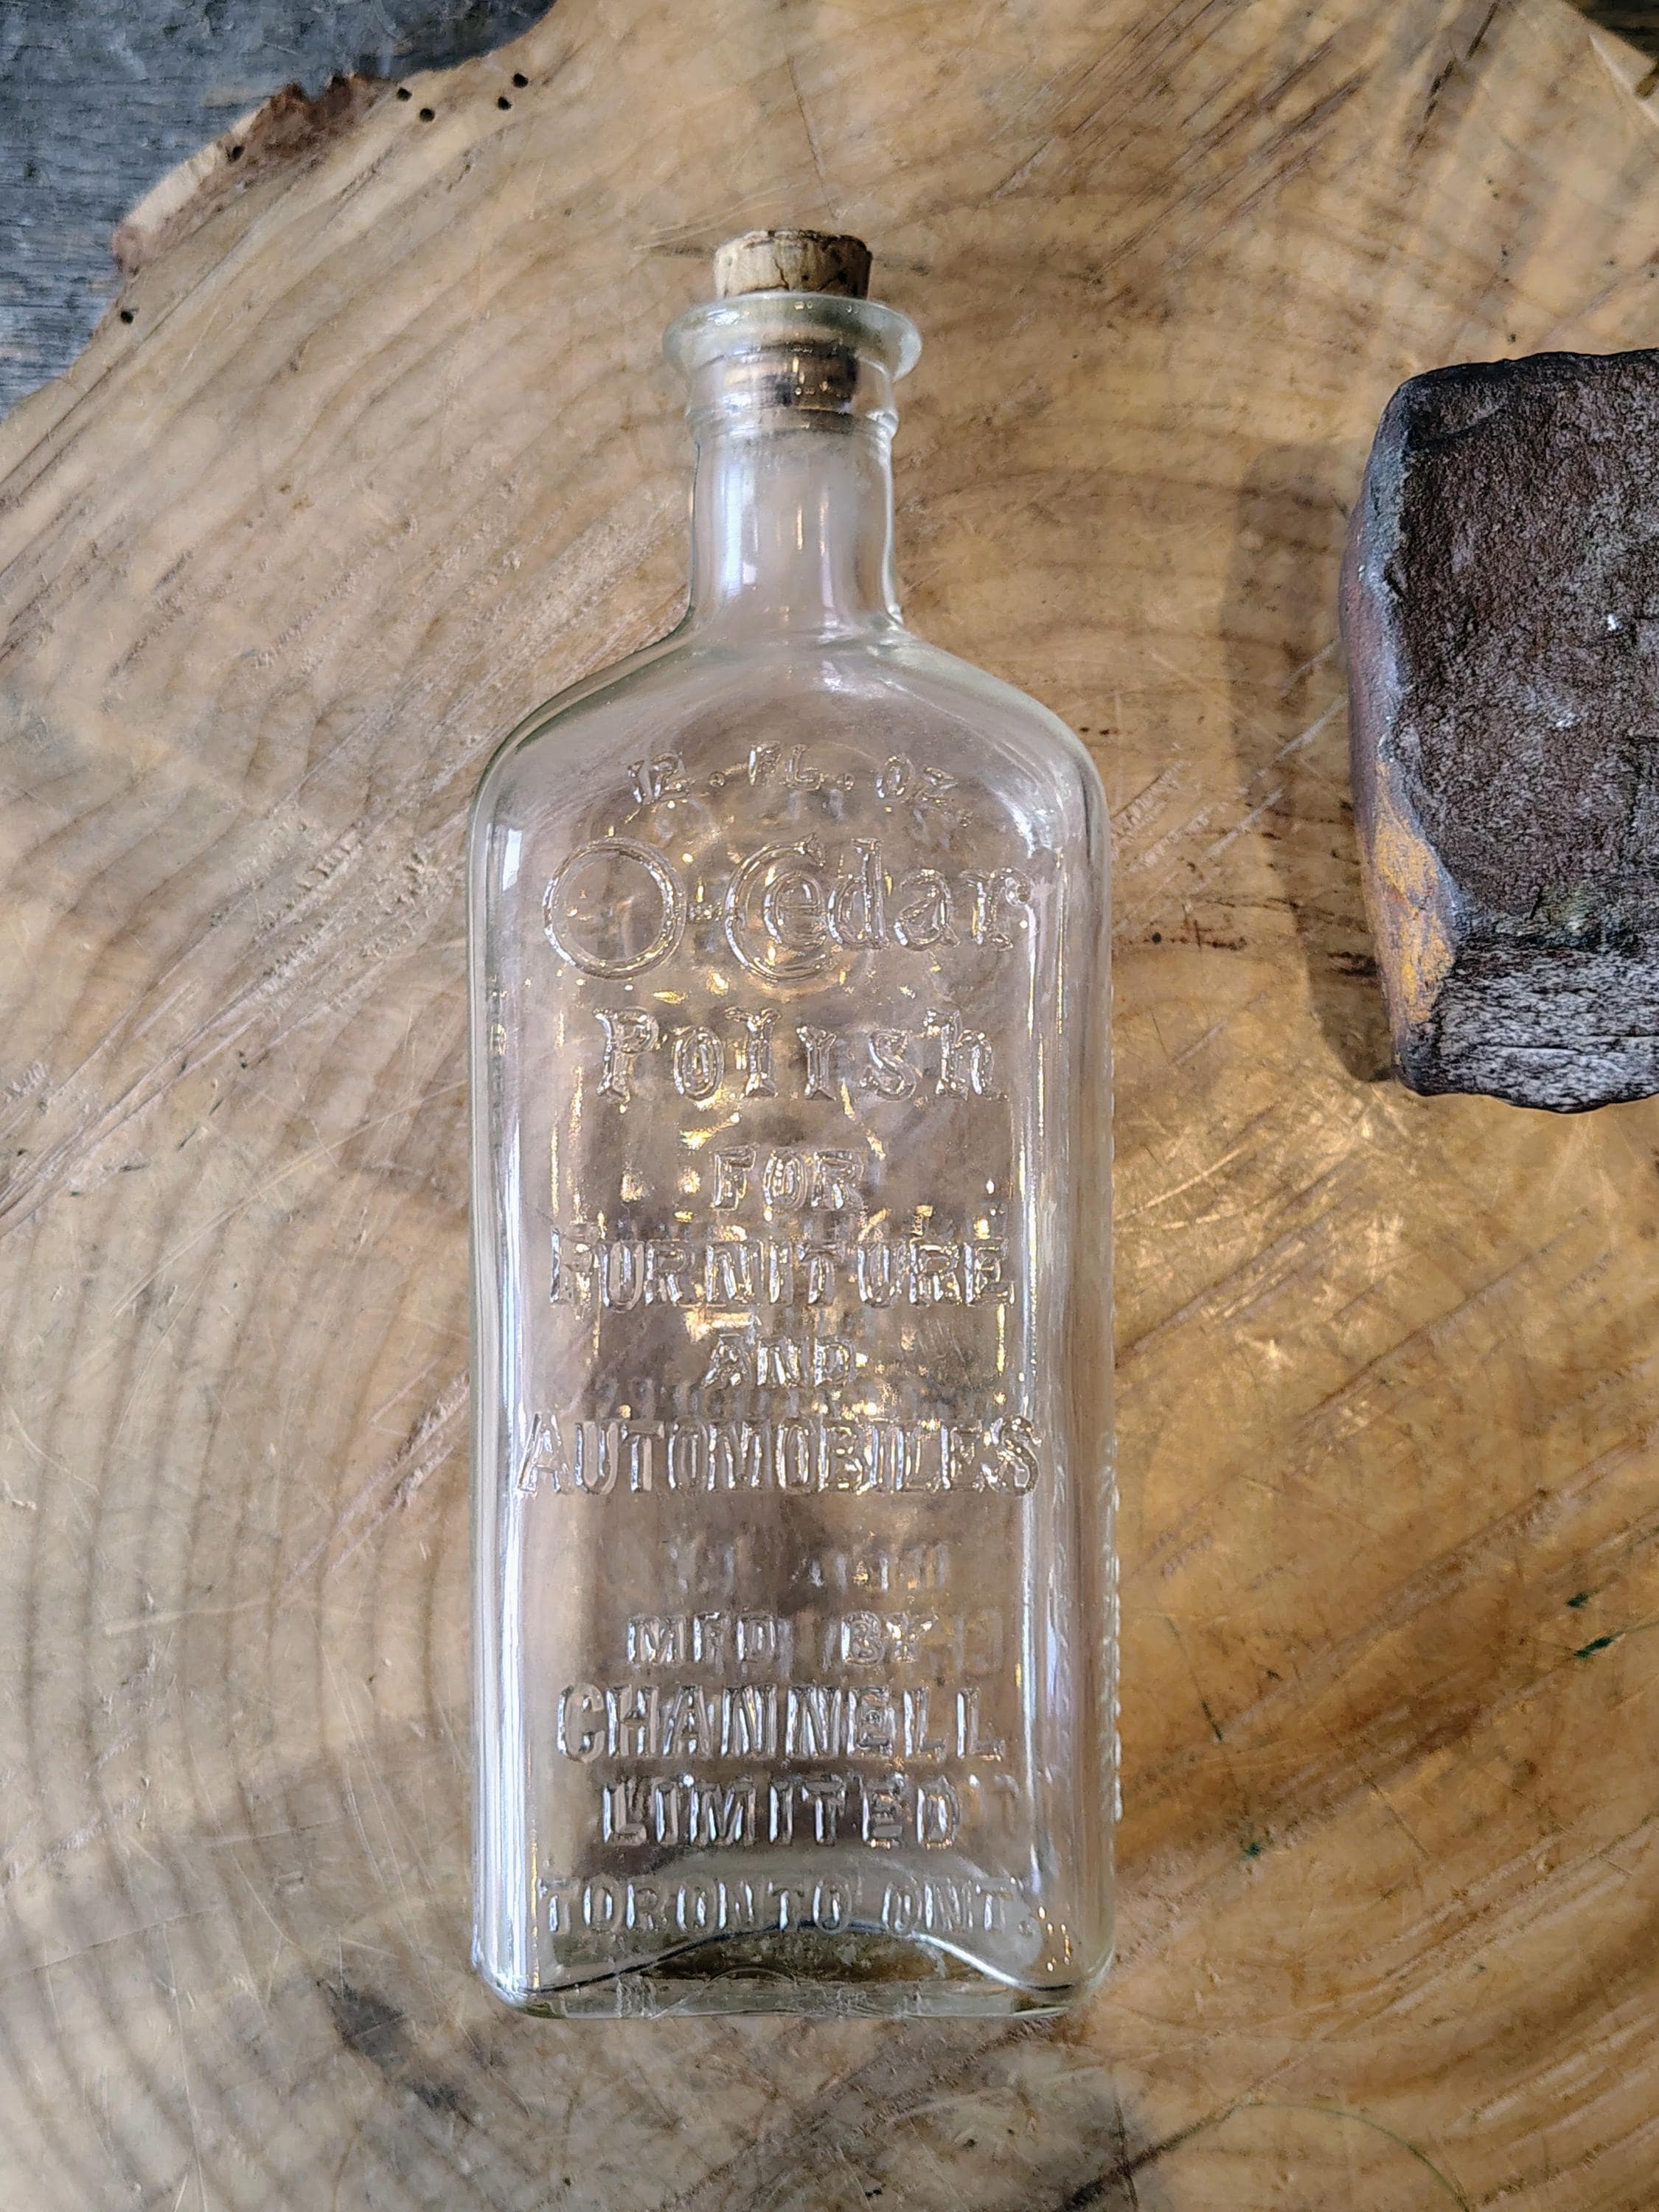 12. FL. OZ.
O-Cedar
Polish
FOR
FURNITURE
AND
AUTOMOBILES
MFD BY
CHANNELL
LIMITED
TORONTO ONT.